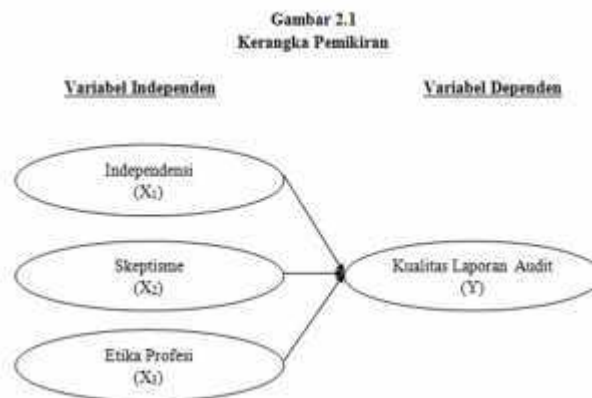 Gambar 2.1
Kerangka Pemikiran
Variabel Independen
Variabel Dependen
Independensi
(X₁)
Skeptisme
(X₂)
Kualitas Laporan Audit
(Y)
Etika Profesi
(X₃)